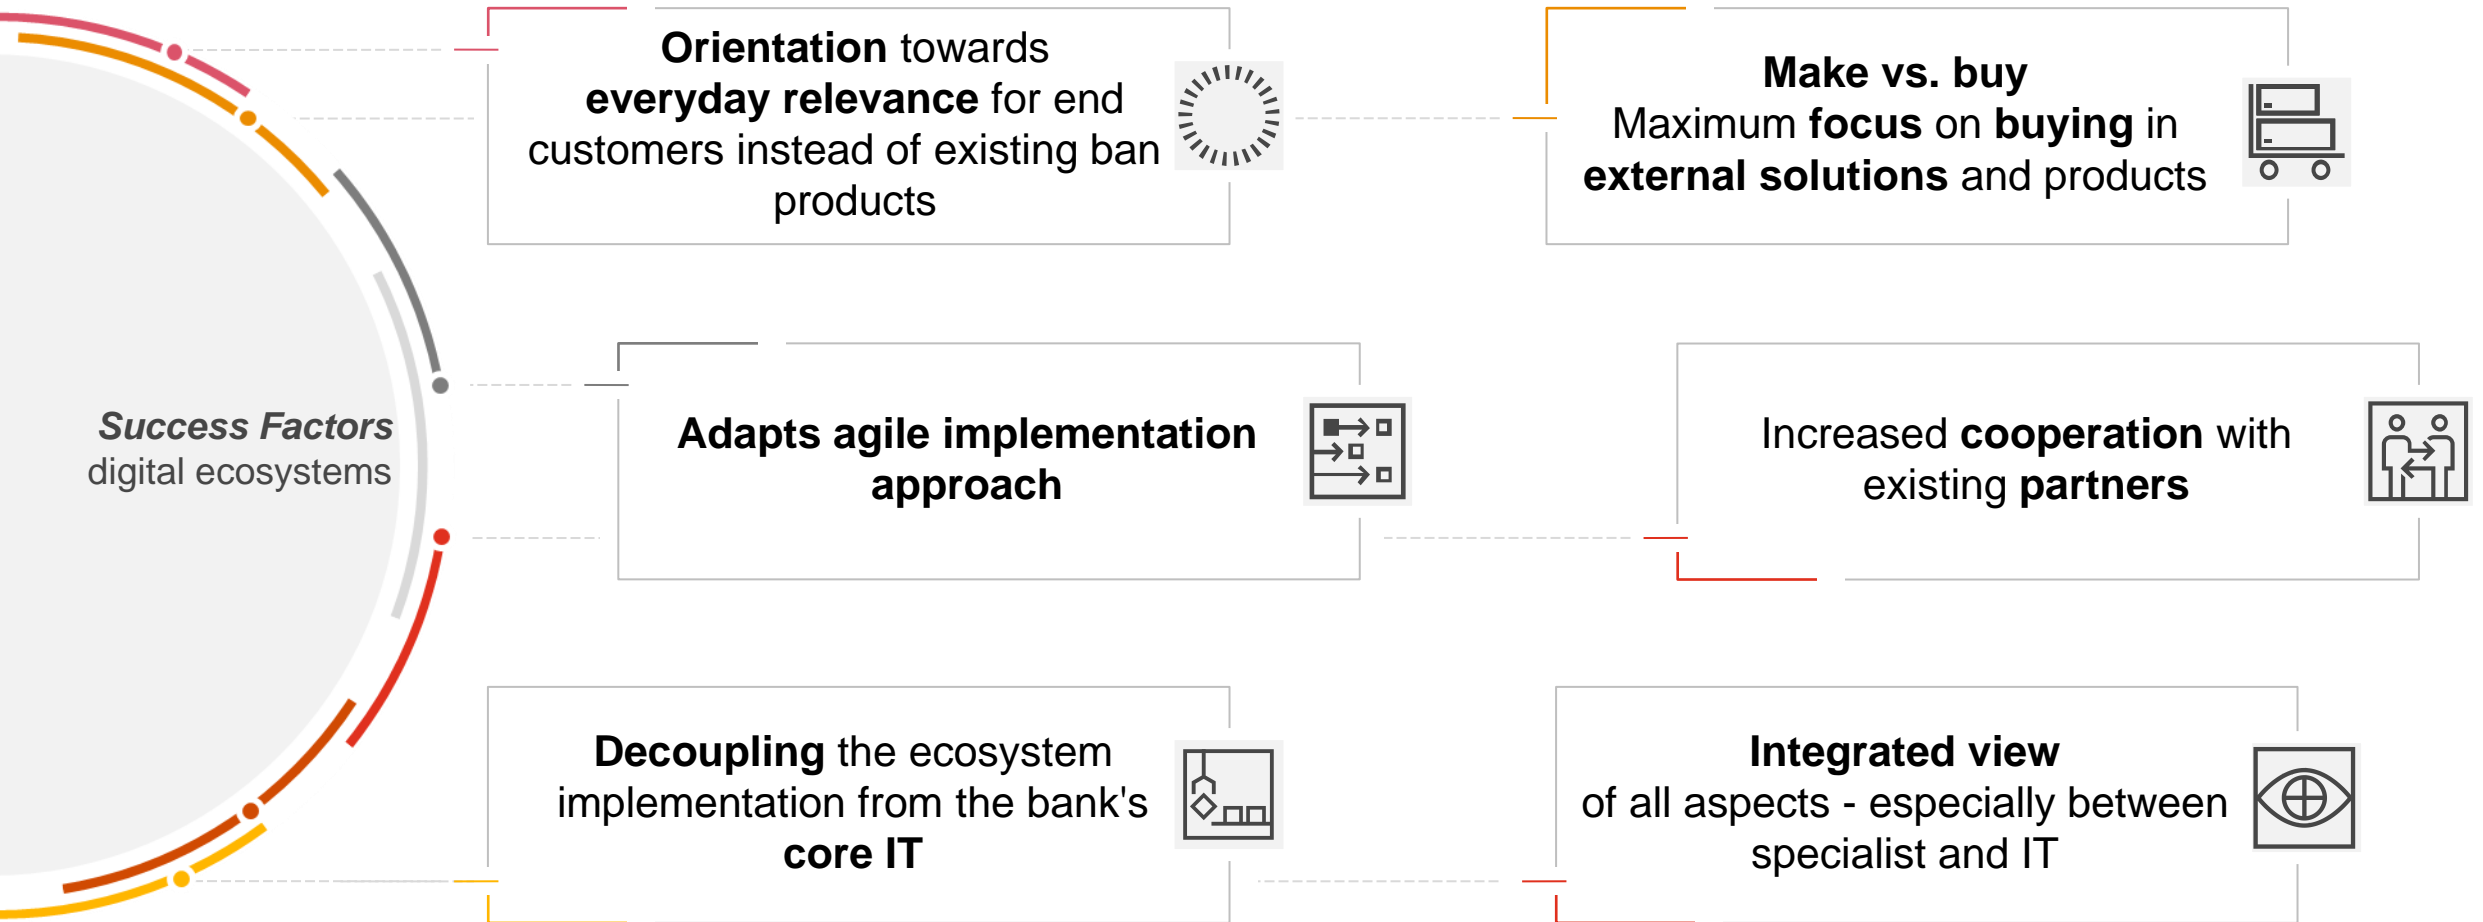 Orientation towards
everyday relevance for end
customers instead of existing ban
products
Make vs. buy
Maximum focus on buying in
external solutions and products
Success Factors
digital ecosystems
Adapts agile implementation
approach
Increased cooperation with
existing partners
Decoupling the ecosystem
implementation from the bank's
core IT
Integrated view
of all aspects - especially between
specialist and IT